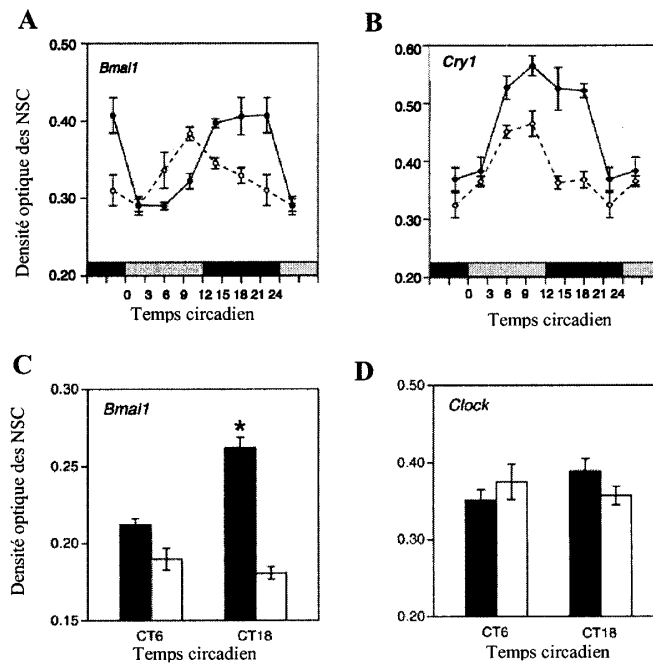 A
0.50
Bmal1
0.40
0.30
0.20
Densité optique des NSC
0 3 6 9 12 15 18 21 24
Temps circadien
B
0.60
Cry1
0.50
0.40
0.30
0.20
0 3 6 9 12 15 18 21 24
Temps circadien
C
0.30
Bmal1
*
0.25
0.20
0.15
Densité optique des NSC
CT6 CT18
Temps circadien
D
0.50
Clock
0.40
0.30
0.20
CT6 CT18
Temps circadien